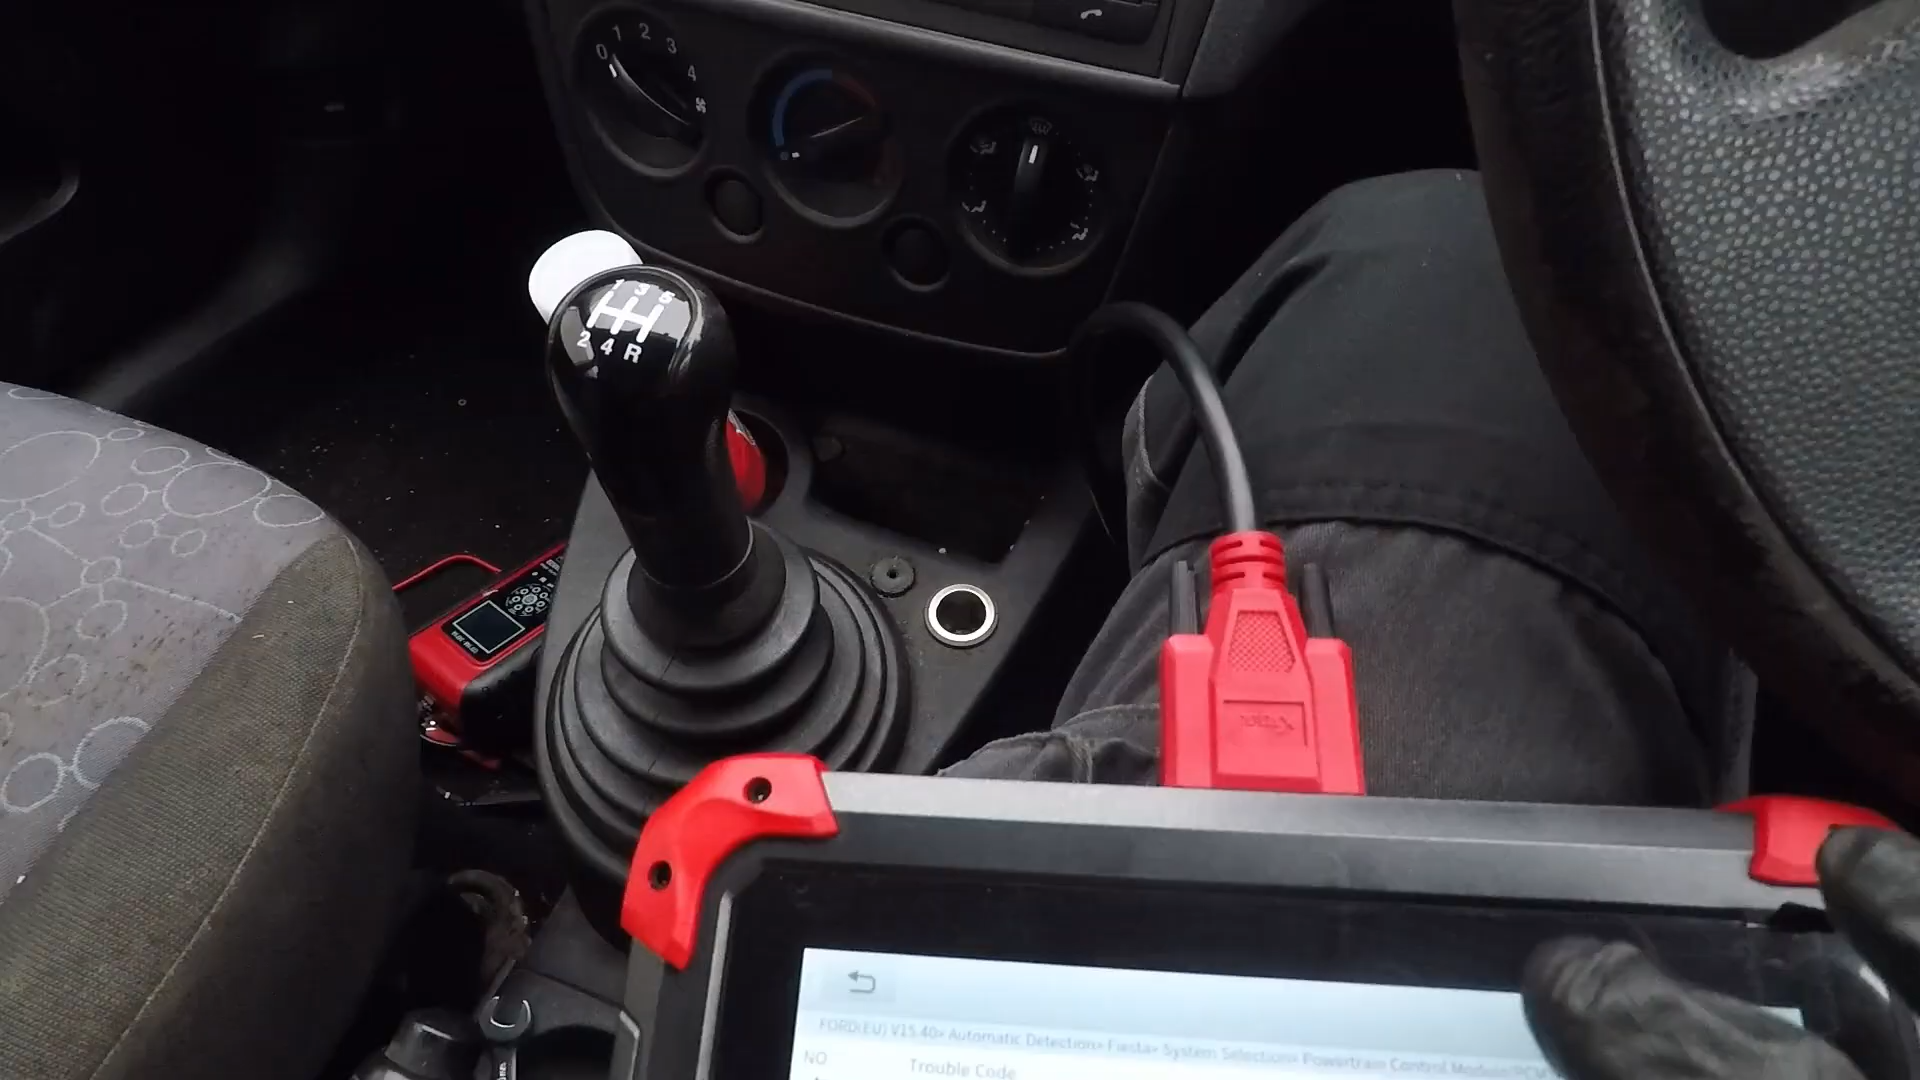 0 1 2 3 4
1 3 5
2 4 R
FORD(EU) V15.40> Automatic Detection> Fiesta> System Selection> Powertrain Control Module/PCM
NO Trouble Code